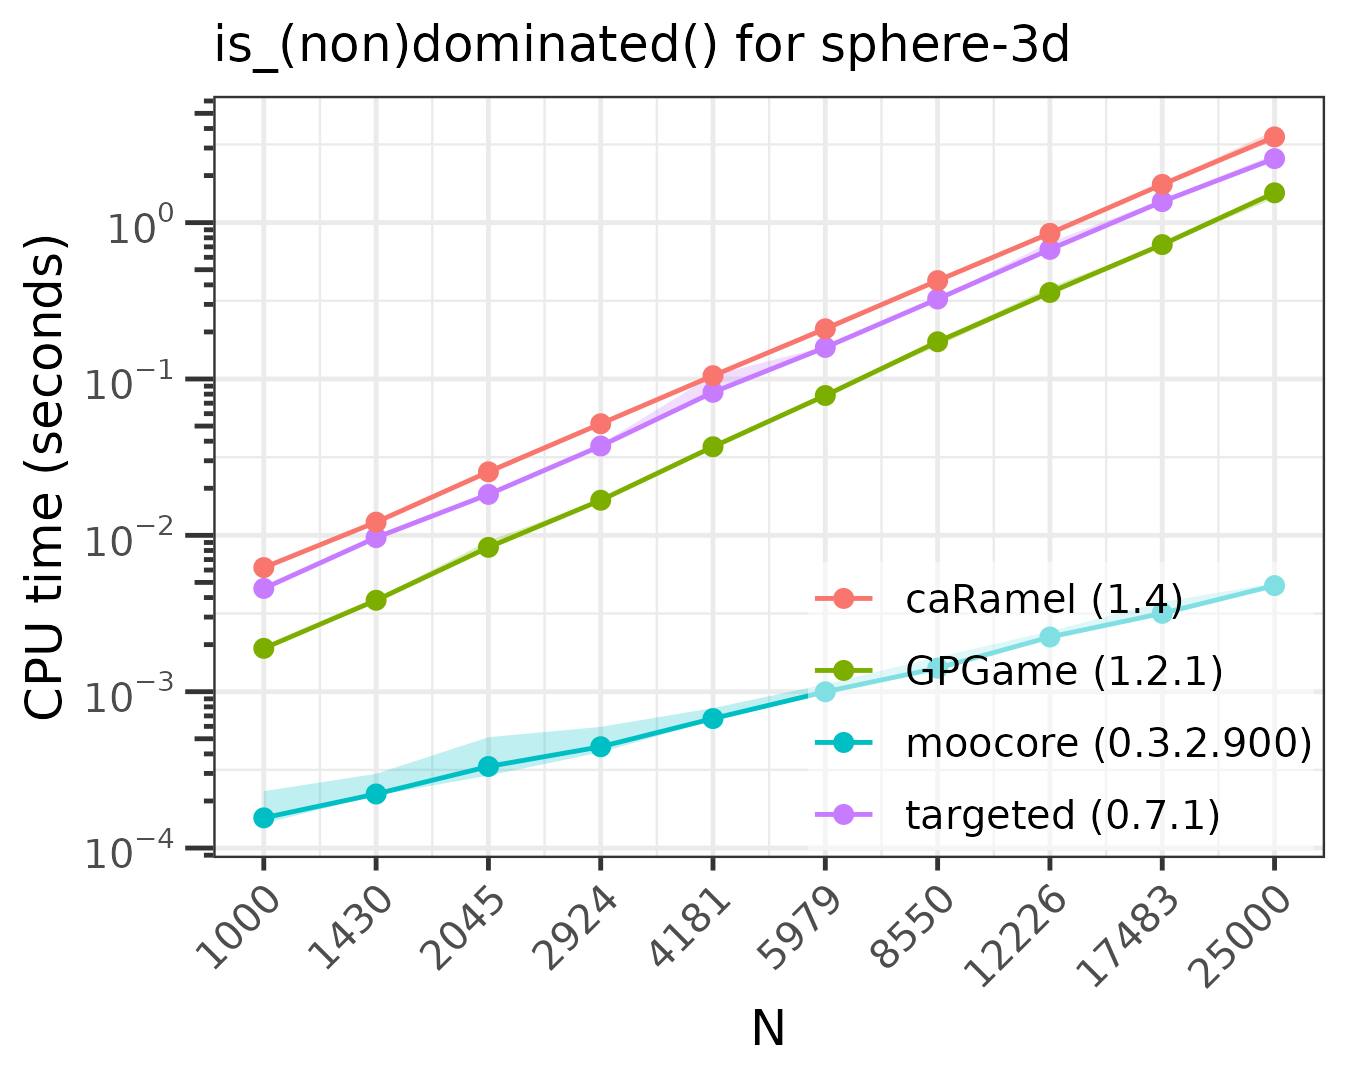 is_(non)dominated() for sphere-3d
CPU time (seconds)
10⁰
10⁻¹
10⁻²
10⁻³
10⁻⁴
caRamel (1.4)
GPGame (1.2.1)
moocore (0.3.2.900)
targeted (0.7.1)
1000
1430
2045
2924
4181
5979
8550
12226
17483
25000
N